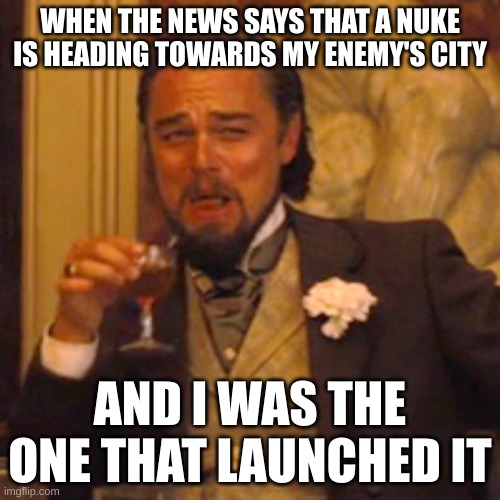 WHEN THE NEWS SAYS THAT A NUKE
IS HEADING TOWARDS MY ENEMY'S CITY
AND I WAS THE
ONE THAT LAUNCHED IT
imgflip.com